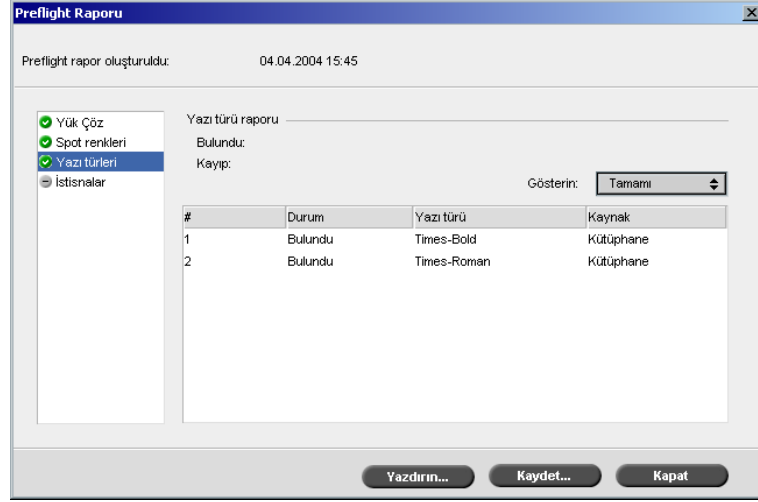 Preflight Raporu
Preflight rapor oluşturuldu: 04.04.2004 15:45
Yük Çöz
Spot renkleri
Yazı türleri
İstisnalar
Yazı türü raporu
Bulundu:
Kayıp:
Gösterin: Tamamı
# Durum Yazı türü Kaynak
1 Bulundu Times-Bold Kütüphane
2 Bulundu Times-Roman Kütüphane
Yazdırın... Kaydet... Kapat